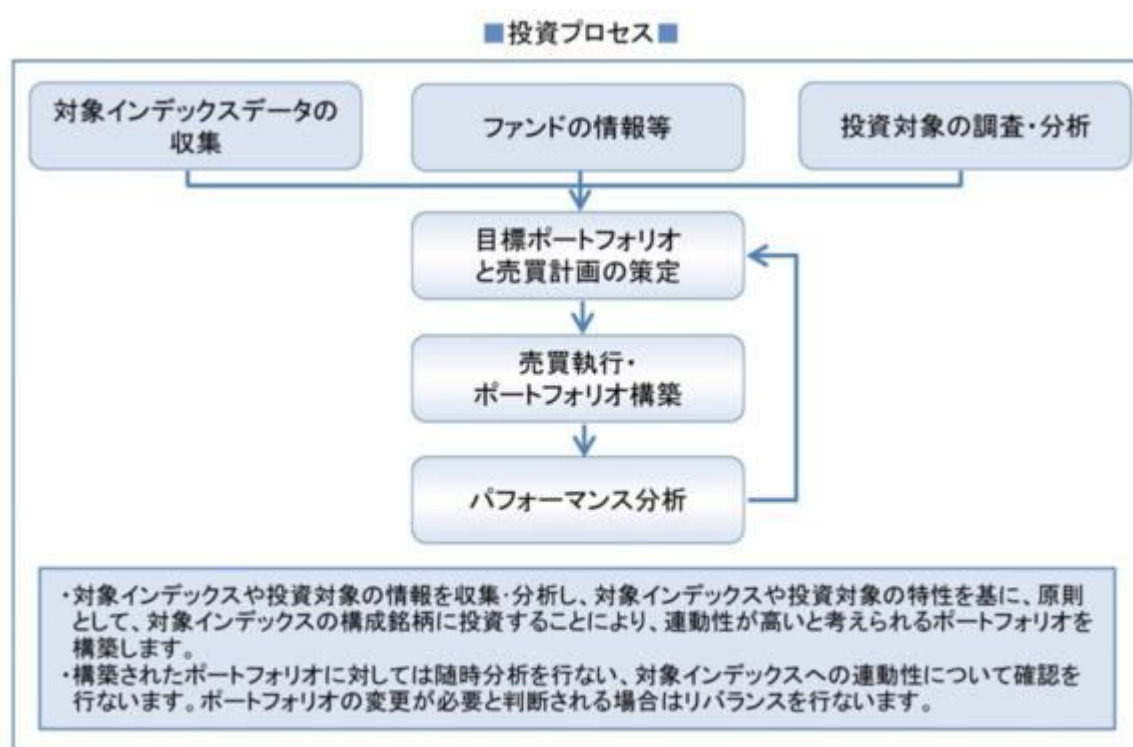 ■投資プロセス■
対象インデックスデータの
収集
ファンドの情報等
投資対象の調査・分析
目標ポートフォリオ
と売買計画の策定
売買執行・
ポートフォリオ構築
パフォーマンス分析
・対象インデックスや投資対象の情報を収集・分析し、対象インデックスや投資対象の特性を基に、原則
として、対象インデックスの構成銘柄に投資することにより、連動性が高いと考えられるポートフォリオを
構築します。
・構築されたポートフォリオに対しては随時分析を行ない、対象インデックスへの連動性について確認を
行ないます。ポートフォリオの変更が必要と判断される場合はリバランスを行ないます。